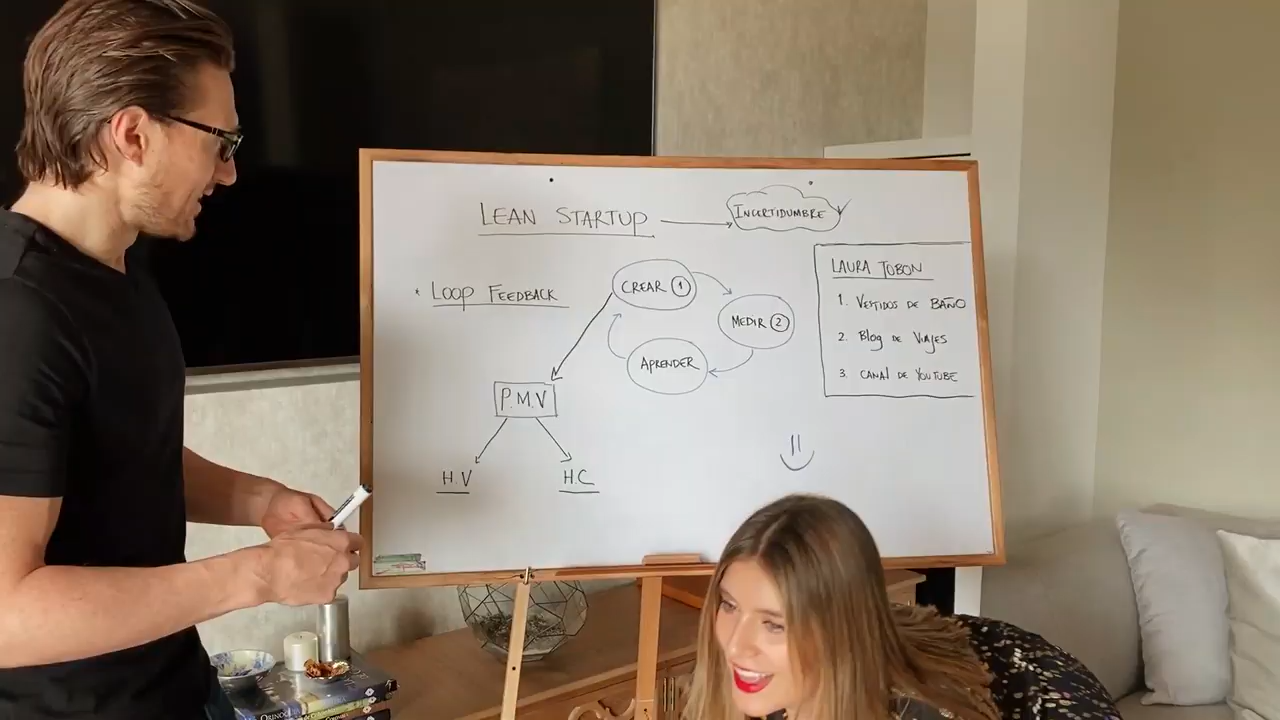 LEAN STARTUP
INCERTIDUMBRE
* LOOP FEEDBACK
CREAR 1
MEDIR 2
APRENDER
P.M.V
H.V
H.C
LAURA TOBON
1. VESTIDOS DE BAÑO
2. Blog de VIAJES
3. CANAL DE YOUTUBE
ORINOCO